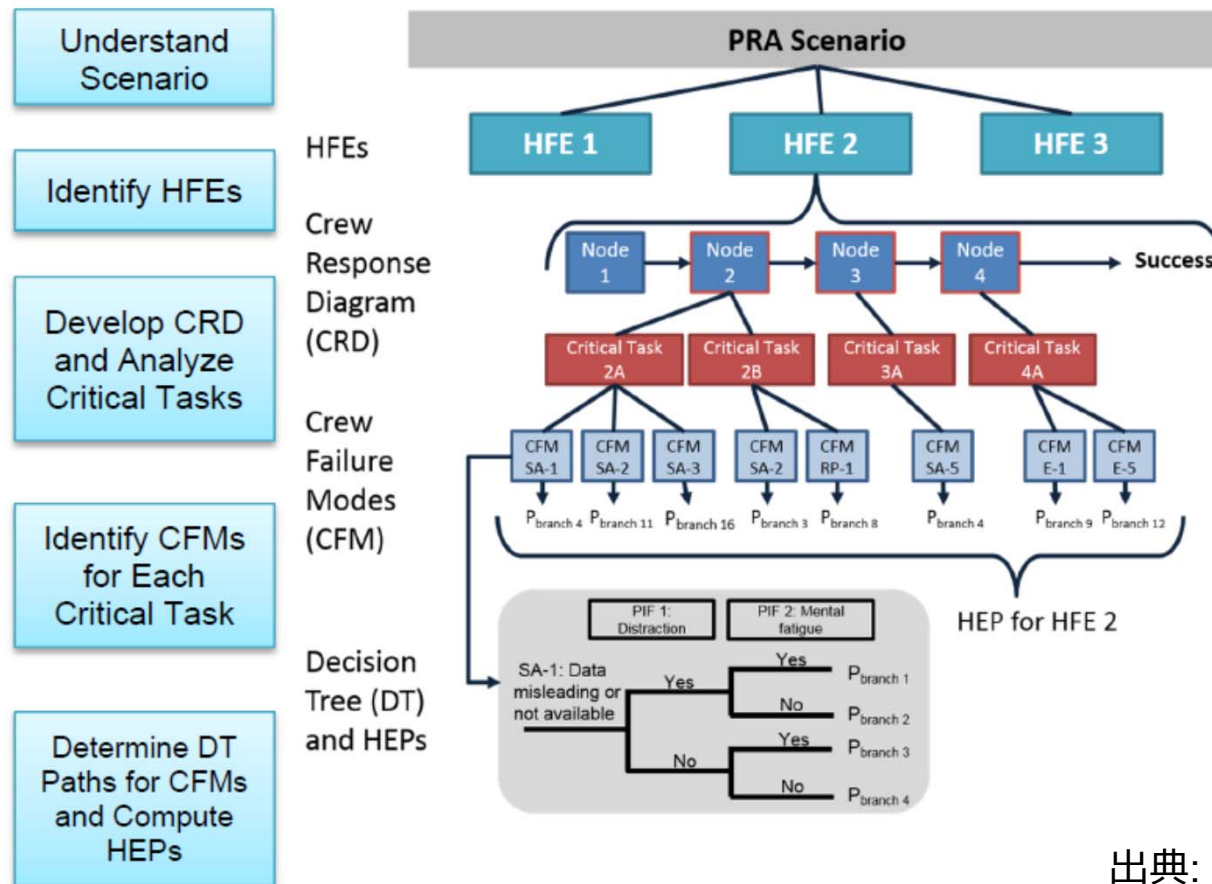 Understand
Scenario
Identify HFEs
Develop CRD
and Analyze
Critical Tasks
Identify CFMs
for Each
Critical Task
Determine DT
Paths for CFMs
and Compute
HEPs
HFEs
Crew
Response
Diagram
(CRD)
Crew
Failure
Modes
(CFM)
Decision
Tree (DT)
and HEPs
PRA Scenario
HFE 1
HFE 2
HFE 3
Node
1
Node
2
Node
3
Node
4
Success
Critical Task
2A
Critical Task
2B
Critical Task
3A
Critical Task
4A
CFM
SA-1
CFM
SA-2
CFM
SA-3
CFM
SA-2
CFM
RP-1
CFM
SA-5
CFM
E-1
CFM
E-5
Pbranch 4
Pbranch 11
Pbranch 16
Pbranch 3
Pbranch 8
Pbranch 4
Pbranch 9
Pbranch 12
HEP for HFE 2
PIF 1:
Distraction
PIF 2: Mental
fatigue
SA-1: Data
misleading or
not available
Yes
No
Yes
No
Yes
No
Pbranch 1
Pbranch 2
Pbranch 3
Pbranch 4
出典: